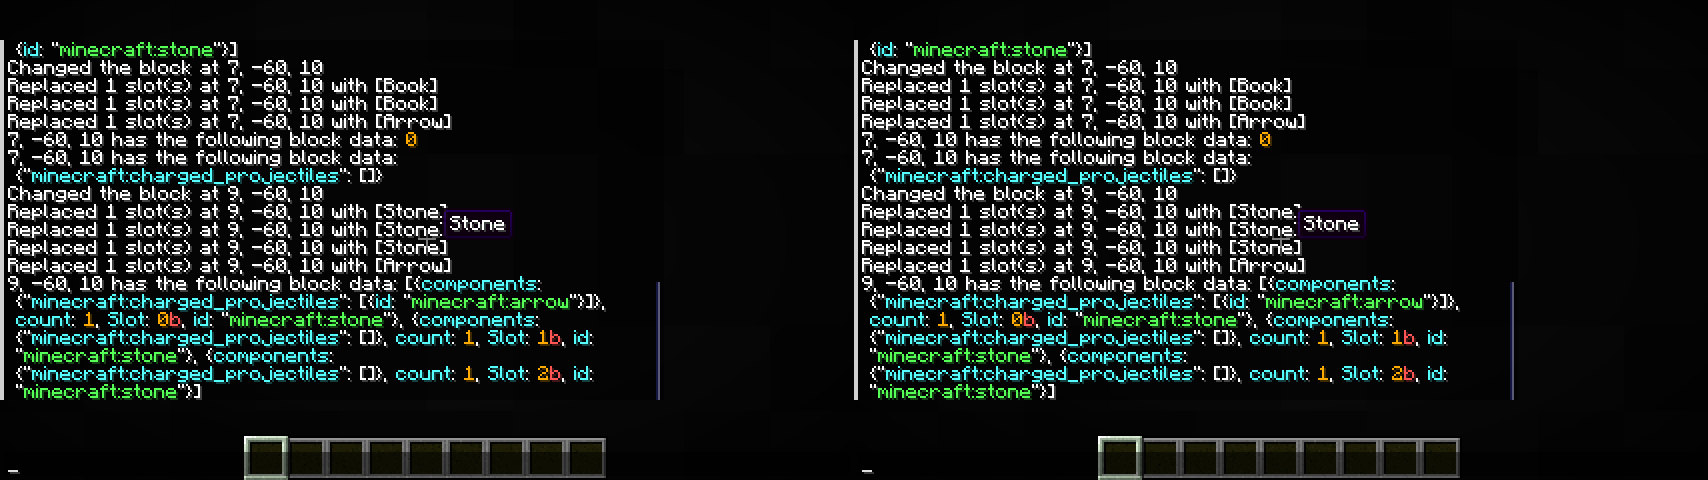 {id: "minecraft:stone"}]
Changed the block at 7, -60, 10
Replaced 1 slot(s) at 7, -60, 10 with [Book]
Replaced 1 slot(s) at 7, -60, 10 with [Book]
Replaced 1 slot(s) at 7, -60, 10 with [Arrow]
7, -60, 10 has the following block data: 0
7, -60, 10 has the following block data:
{"minecraft:charged_projectiles": []}
Changed the block at 9, -60, 10
Replaced 1 slot(s) at 9, -60, 10 with [Stone]
Replaced 1 slot(s) at 9, -60, 10 with [Stone]
Stone
Replaced 1 slot(s) at 9, -60, 10 with [Stone]
Replaced 1 slot(s) at 9, -60, 10 with [Arrow]
9, -60, 10 has the following block data: [{components:
{"minecraft:charged_projectiles": [{id: "minecraft:arrow"}]},
count: 1, Slot: 0b, id: "minecraft:stone"}, {components:
{"minecraft:charged_projectiles": []}, count: 1, Slot: 1b, id:
"minecraft:stone"}, {components:
{"minecraft:charged_projectiles": []}, count: 1, Slot: 2b, id:
"minecraft:stone"}]
_
{id: "minecraft:stone"}]
Changed the block at 7, -60, 10
Replaced 1 slot(s) at 7, -60, 10 with [Book]
Replaced 1 slot(s) at 7, -60, 10 with [Book]
Replaced 1 slot(s) at 7, -60, 10 with [Arrow]
7, -60, 10 has the following block data: 0
7, -60, 10 has the following block data:
{"minecraft:charged_projectiles": []}
Changed the block at 9, -60, 10
Replaced 1 slot(s) at 9, -60, 10 with [Stone]
Replaced 1 slot(s) at 9, -60, 10 with [Stone]
Stone
Replaced 1 slot(s) at 9, -60, 10 with [Stone]
Replaced 1 slot(s) at 9, -60, 10 with [Arrow]
9, -60, 10 has the following block data: [{components:
{"minecraft:charged_projectiles": [{id: "minecraft:arrow"}]},
count: 1, Slot: 0b, id: "minecraft:stone"}, {components:
{"minecraft:charged_projectiles": []}, count: 1, Slot: 1b, id:
"minecraft:stone"}, {components:
{"minecraft:charged_projectiles": []}, count: 1, Slot: 2b, id:
"minecraft:stone"}]
_